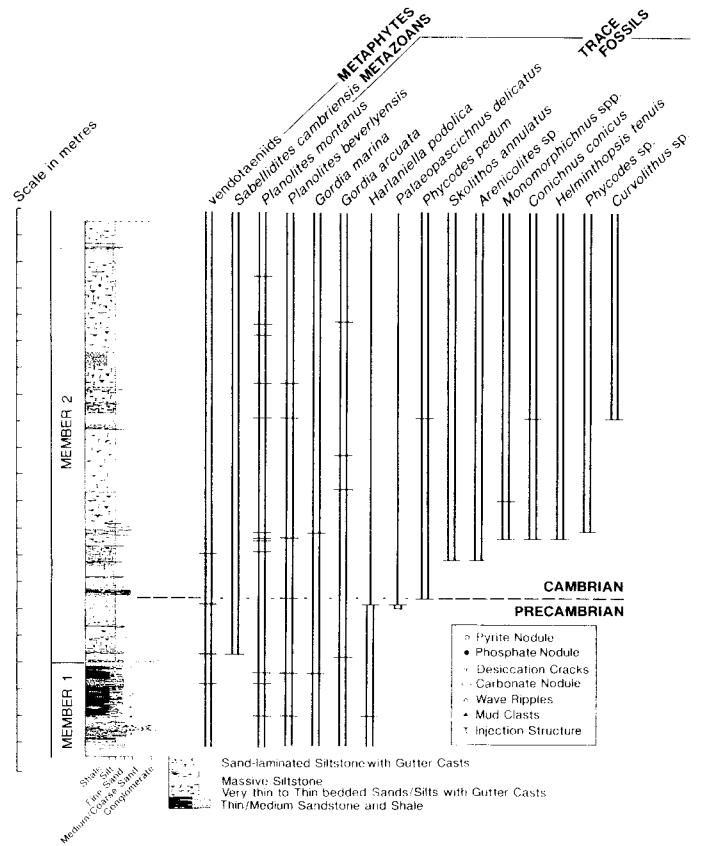 METAPHYTES
METAZOANS
TRACE
FOSSILS
Scale in metres
vendotaeniids
Sabellidites cambriensis
Planolites montanus
Planolites beverlyensis
Gordia marina
Gordia arcuata
Harlaniella podolica
Palaeopascichnus delicatus
Phycodes pedum
Skolithos annulatus
Arenicolites sp
Monomorphichnus spp.
Conichnus conicus
Helminthopsis tenuis
Phycodes sp.
Curvolithus sp.
MEMBER 2
MEMBER 1
CAMBRIAN
PRECAMBRIAN
Pyrite Nodule
Phosphate Nodule
Desiccation Cracks
Carbonate Nodule
Wave Ripples
Mud Clasts
Injection Structure
Shale
Silt
Fine Sand
Medium/Coarse Sand
Conglomerate
Sand-laminated Siltstone with Gutter Casts
Massive Siltstone
Very thin to Thin bedded Sands/Silts with Gutter Casts
Thin/Medium Sandstone and Shale